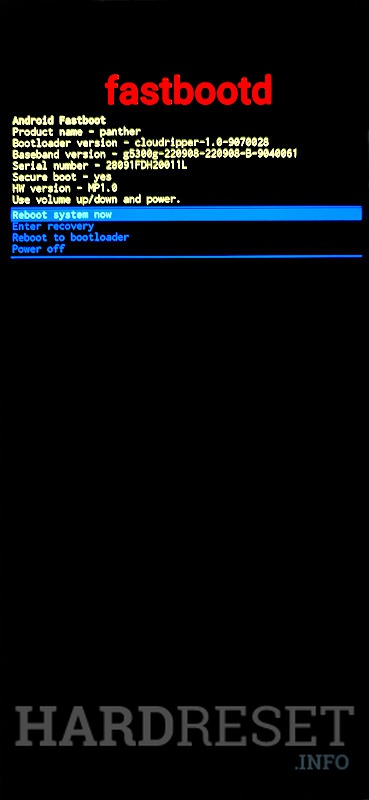 fastbootd
Android Fastboot
Product name - panther
Bootloader version - cloudripper-1.0-9070028
Baseband version - g5300g-220908-220908-B-9040061
Serial number - 28091FDH20011L
Secure boot - yes
HW version - MP1.0
Use volume up/down and power.
Reboot system now
Enter recovery
Reboot to bootloader
Power off
HARDRESET
.INFO